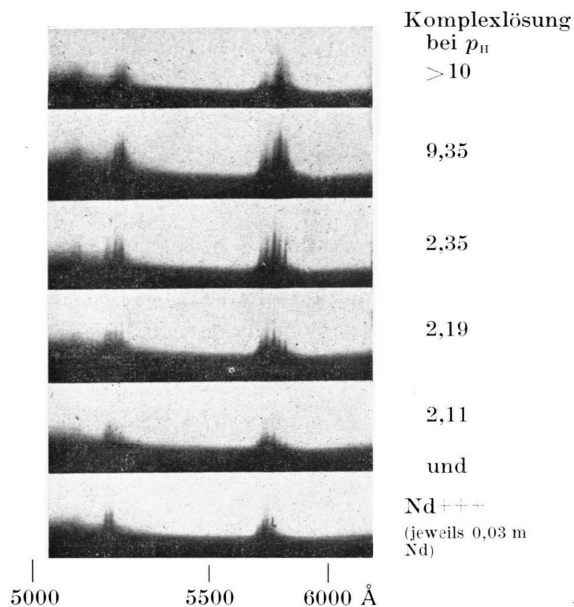 Komplexlösung
bei pH
>10
9,35
2,35
2,19
2,11
und
Nd+++
(jeweils 0,03 m
Nd)
5000 5500 6000 Å